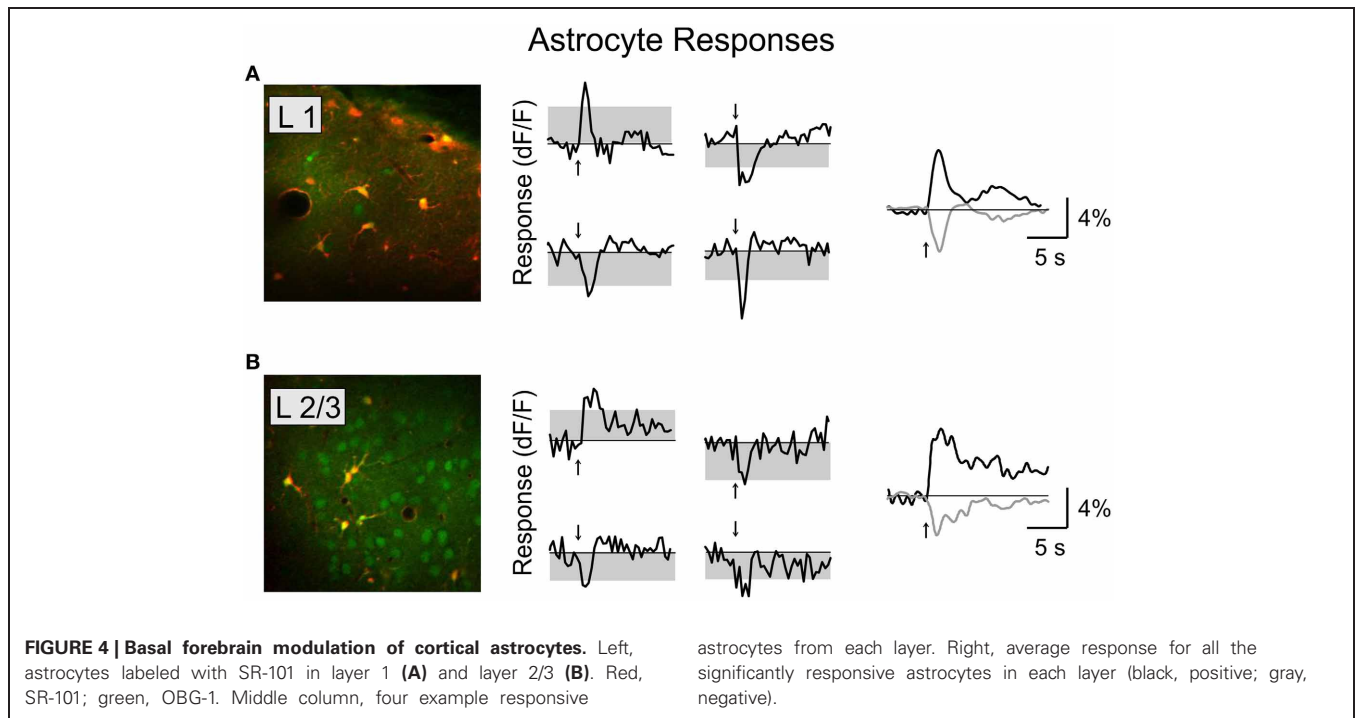 Astrocyte Responses
A
L 1
Response (dF/F)
4%
5 s
B
L 2/3
Response (dF/F)
4%
5 s
FIGURE 4 | Basal forebrain modulation of cortical astrocytes. Left,
astrocytes labeled with SR-101 in layer 1 (A) and layer 2/3 (B). Red,
SR-101; green, OBG-1. Middle column, four example responsive
astrocytes from each layer. Right, average response for all the
significantly responsive astrocytes in each layer (black, positive; gray,
negative).